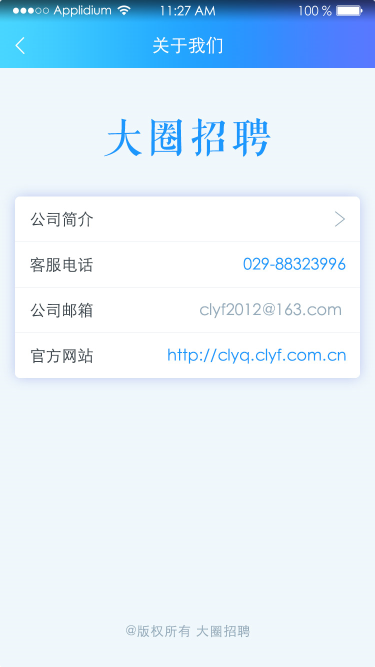 Applidium 11:27 AM 100 %
关于我们
大圈招聘
公司简介
客服电话 029-88323996
公司邮箱 clyf2012@163.com
官方网站 http://clyq.clyf.com.cn
@版权所有 大圈招聘